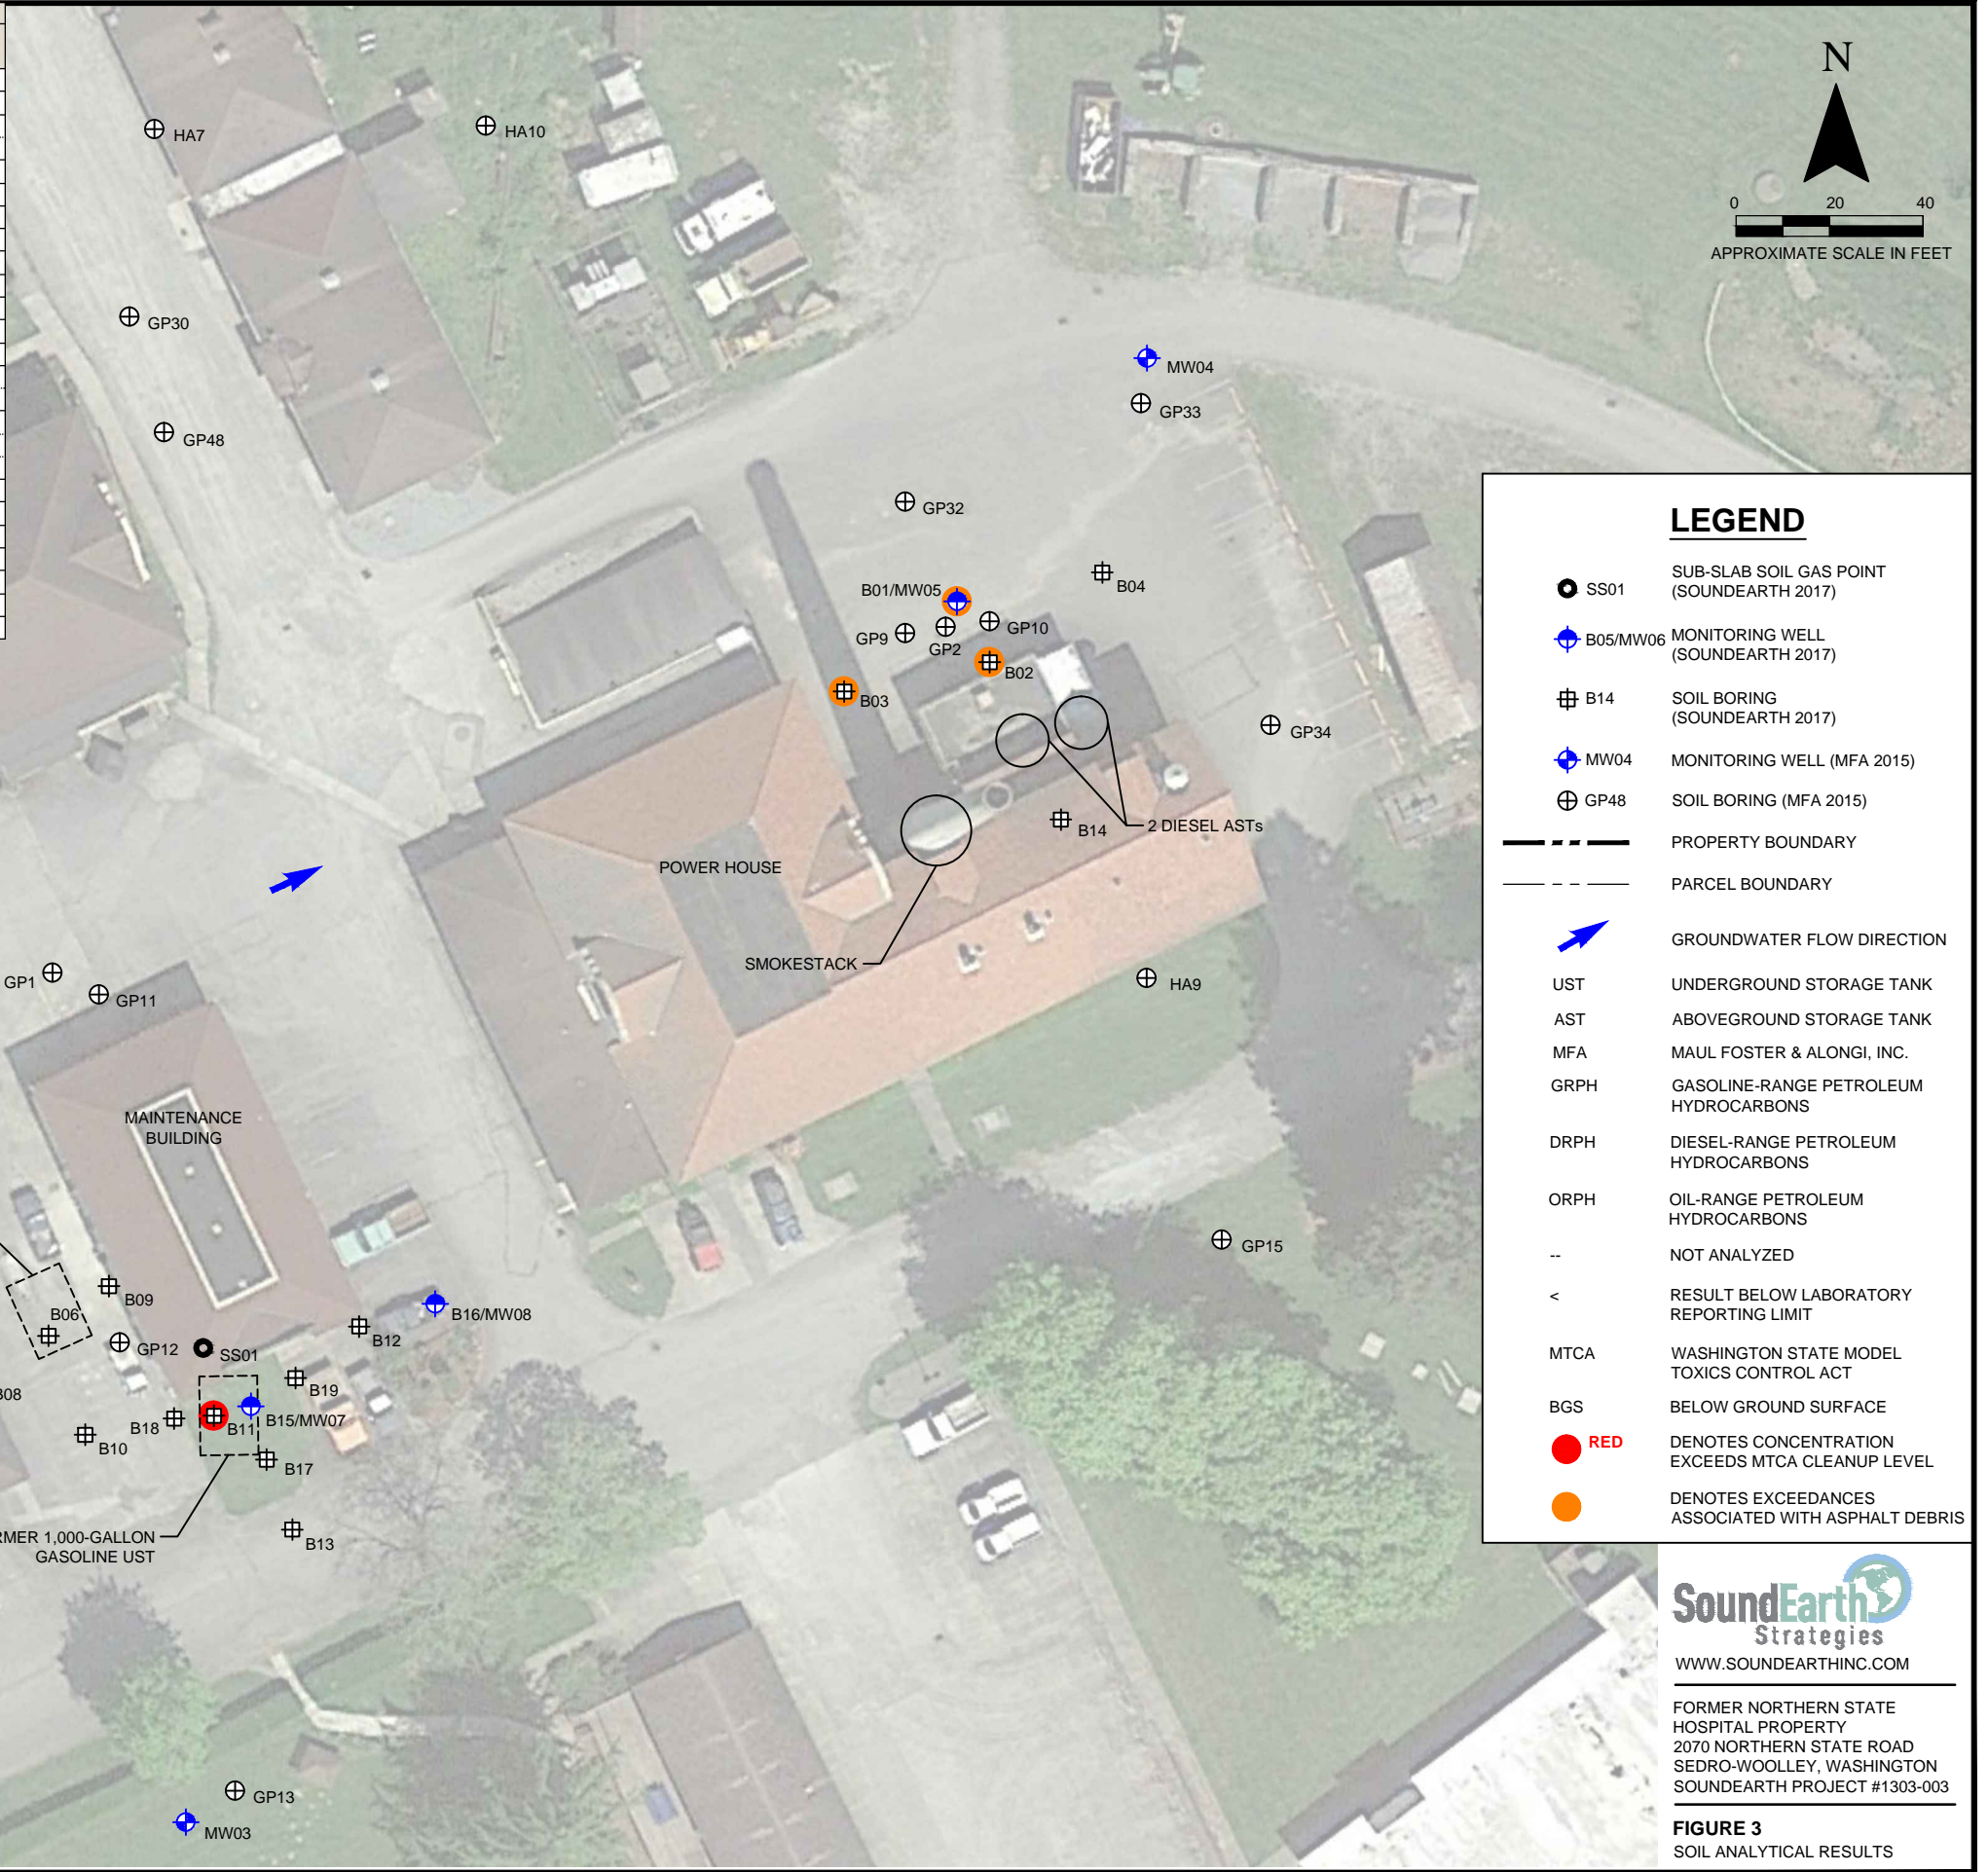 N
0 20 40
APPROXIMATE SCALE IN FEET
HA7
HA10
GP30
GP48
MW04
GP33
GP32
B04
B01/MW05
GP10
GP9
GP2
B02
B03
GP34
2 DIESEL ASTs
B14
POWER HOUSE
SMOKESTACK
HA9
GP1
GP11
MAINTENANCE
BUILDING
GP15
B09
B06
B16/MW08
B12
GP12
SS01
B19
B08
B18
B11
B15/MW07
B10
B17
RMER 1,000-GALLON
GASOLINE UST
B13
GP13
MW03
LEGEND
SS01 SUB-SLAB SOIL GAS POINT
(SOUNDEARTH 2017)
B05/MW06 MONITORING WELL
(SOUNDEARTH 2017)
B14 SOIL BORING
(SOUNDEARTH 2017)
MW04 MONITORING WELL (MFA 2015)
GP48 SOIL BORING (MFA 2015)
PROPERTY BOUNDARY
PARCEL BOUNDARY
GROUNDWATER FLOW DIRECTION
UST UNDERGROUND STORAGE TANK
AST ABOVEGROUND STORAGE TANK
MFA MAUL FOSTER & ALONGI, INC.
GRPH GASOLINE-RANGE PETROLEUM
HYDROCARBONS
DRPH DIESEL-RANGE PETROLEUM
HYDROCARBONS
ORPH OIL-RANGE PETROLEUM
HYDROCARBONS
-- NOT ANALYZED
< RESULT BELOW LABORATORY
REPORTING LIMIT
MTCA WASHINGTON STATE MODEL
TOXICS CONTROL ACT
BGS BELOW GROUND SURFACE
RED DENOTES CONCENTRATION
EXCEEDS MTCA CLEANUP LEVEL
DENOTES EXCEEDANCES
ASSOCIATED WITH ASPHALT DEBRIS
SoundEarth
Strategies
WWW.SOUNDEARTHINC.COM
FORMER NORTHERN STATE
HOSPITAL PROPERTY
2070 NORTHERN STATE ROAD
SEDRO-WOOLLEY, WASHINGTON
SOUNDEARTH PROJECT #1303-003
FIGURE 3
SOIL ANALYTICAL RESULTS